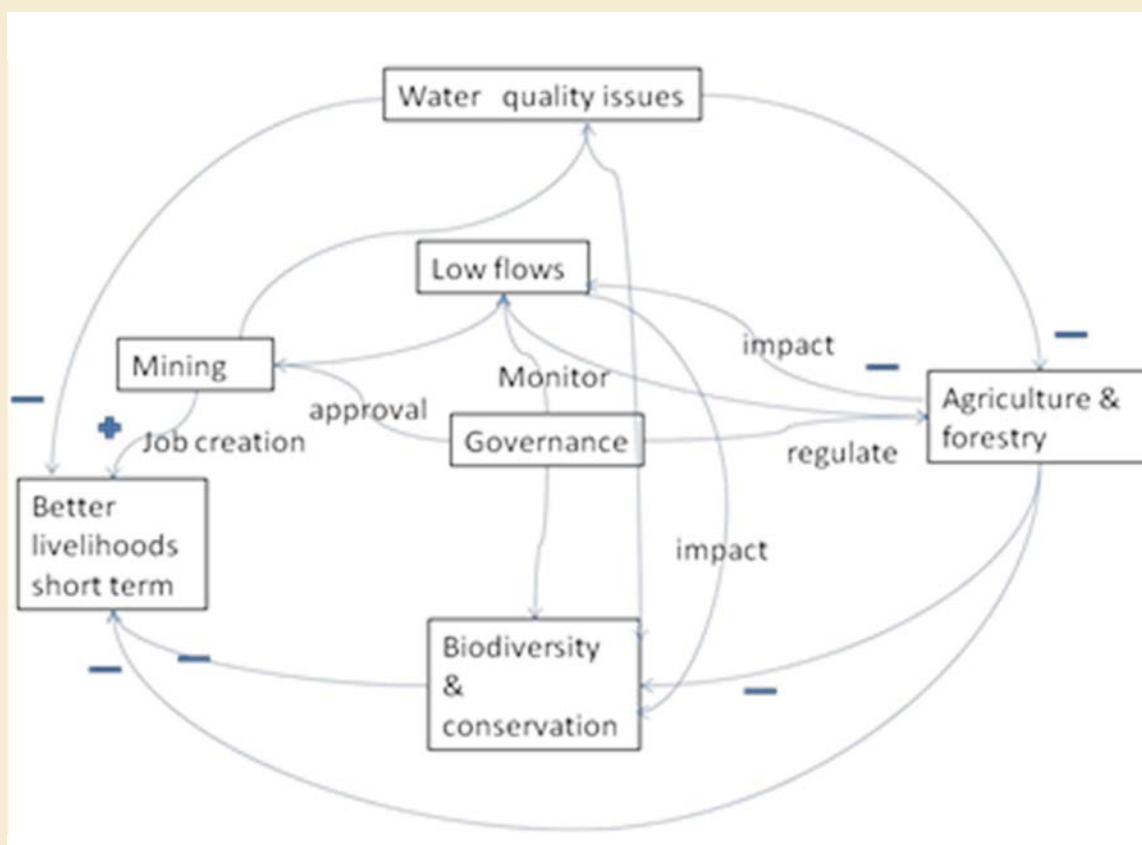 Water quality issues
Low flows
impact
Mining
Monitor
approval
Agriculture &
forestry
Job creation
Governance
regulate
Better
livelihoods
short term
impact
Biodiversity
&
conservation